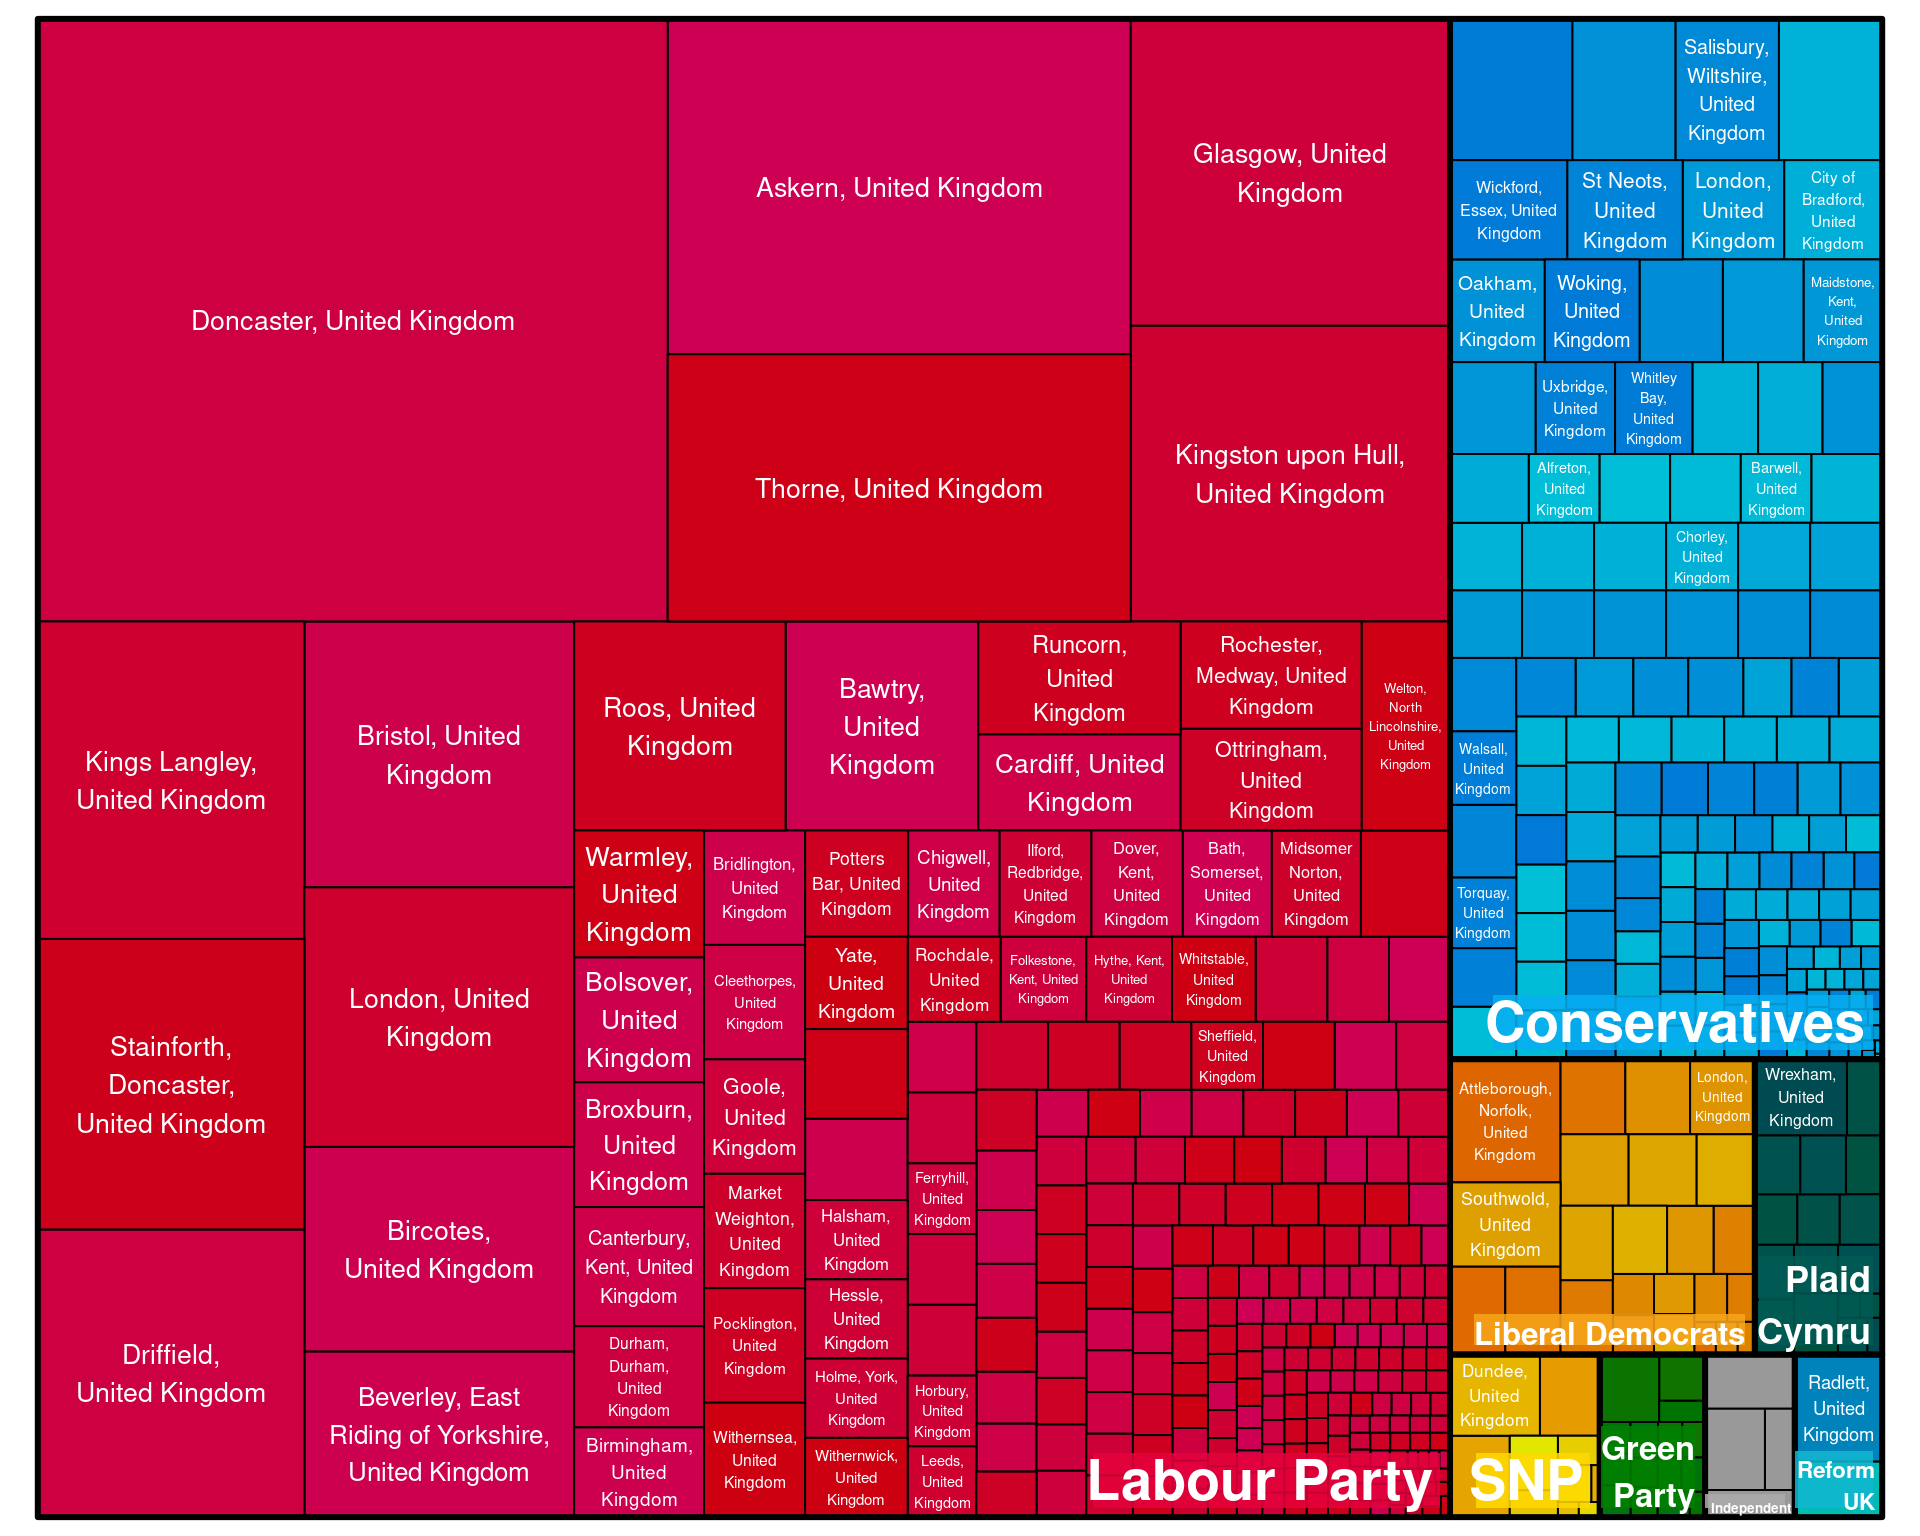 Doncaster, United Kingdom
Askern, United Kingdom
Thorne, United Kingdom
Glasgow, United
Kingdom
Kingston upon Hull,
United Kingdom
Kings Langley,
United Kingdom
Stainforth,
Doncaster,
United Kingdom
Driffield,
United Kingdom
Bristol, United
Kingdom
London, United
Kingdom
Bircotes,
United Kingdom
Beverley, East
Riding of Yorkshire,
United Kingdom
Roos, United
Kingdom
Bawtry,
United
Kingdom
Runcorn,
United
Kingdom
Cardiff, United
Kingdom
Rochester,
Medway, United
Kingdom
Ottringham,
United
Kingdom
Welton,
North
Lincolnshire,
United
Kingdom
Warmley,
United
Kingdom
Bolsover,
United
Kingdom
Broxburn,
United
Kingdom
Canterbury,
Kent, United
Kingdom
Durham,
Durham,
United
Kingdom
Birmingham,
United
Kingdom
Bridlington,
United
Kingdom
Cleethorpes,
United
Kingdom
Goole,
United
Kingdom
Market
Weighton,
United
Kingdom
Pocklington,
United
Kingdom
Withernsea,
United
Kingdom
Potters
Bar, United
Kingdom
Yate,
United
Kingdom
Halsham,
United
Kingdom
Hessle,
United
Kingdom
Holme, York,
United
Kingdom
Withernwick,
United
Kingdom
Chigwell,
United
Kingdom
Ilford,
Redbridge,
United
Kingdom
Dover,
Kent,
United
Kingdom
Bath,
Somerset,
United
Kingdom
Midsomer
Norton,
United
Kingdom
Rochdale,
United
Kingdom
Folkestone,
Kent, United
Kingdom
Hythe, Kent,
United
Kingdom
Whitstable,
United
Kingdom
Sheffield,
United
Kingdom
Ferryhill,
United
Kingdom
Horbury,
United
Kingdom
Leeds,
United
Kingdom
Labour Party
Salisbury,
Wiltshire,
United
Kingdom
Wickford,
Essex, United
Kingdom
St Neots,
United
Kingdom
London,
United
Kingdom
City of
Bradford,
United
Kingdom
Oakham,
United
Kingdom
Woking,
United
Kingdom
Maidstone,
Kent,
United
Kingdom
Uxbridge,
United
Kingdom
Whitley
Bay,
United
Kingdom
Alfreton,
United
Kingdom
Barwell,
United
Kingdom
Chorley,
United
Kingdom
Walsall,
United
Kingdom
Torquay,
United
Kingdom
Conservatives
Attleborough,
Norfolk,
United
Kingdom
London,
United
Kingdom
Southwold,
United
Kingdom
Liberal Democrats
Wrexham,
United
Kingdom
Plaid
Cymru
Dundee,
United
Kingdom
SNP
Green
Party
Independent
Radlett,
United
Kingdom
Reform
UK